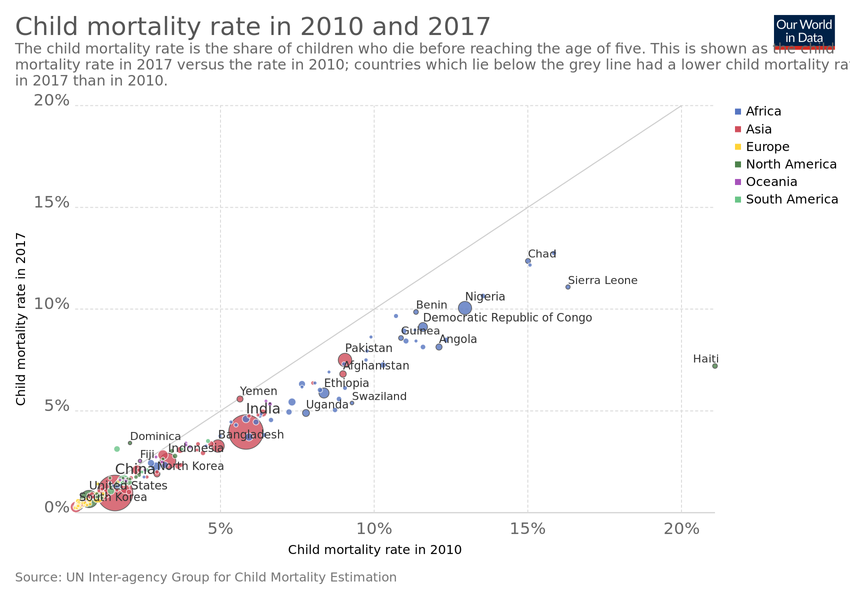 Child mortality rate in 2010 and 2017
Our World
in Data
The child mortality rate is the share of children who die before reaching the age of five. This is shown as the child
mortality rate in 2017 versus the rate in 2010; countries which lie below the grey line had a lower child mortality ra
in 2017 than in 2010.
20%
15%
10%
5%
0%
Child mortality rate in 2017
Africa
Asia
Europe
North America
Oceania
South America
Chad
Sierra Leone
Nigeria
Benin
Democratic Republic of Congo
Guinea
Angola
Pakistan
Haiti
Afghanistan
Ethiopia
Yemen
Swaziland
India
Uganda
Bangladesh
Dominica
Indonesia
Fiji
North Korea
China
United States
South Korea
5%
10%
15%
20%
Child mortality rate in 2010
Source: UN Inter-agency Group for Child Mortality Estimation